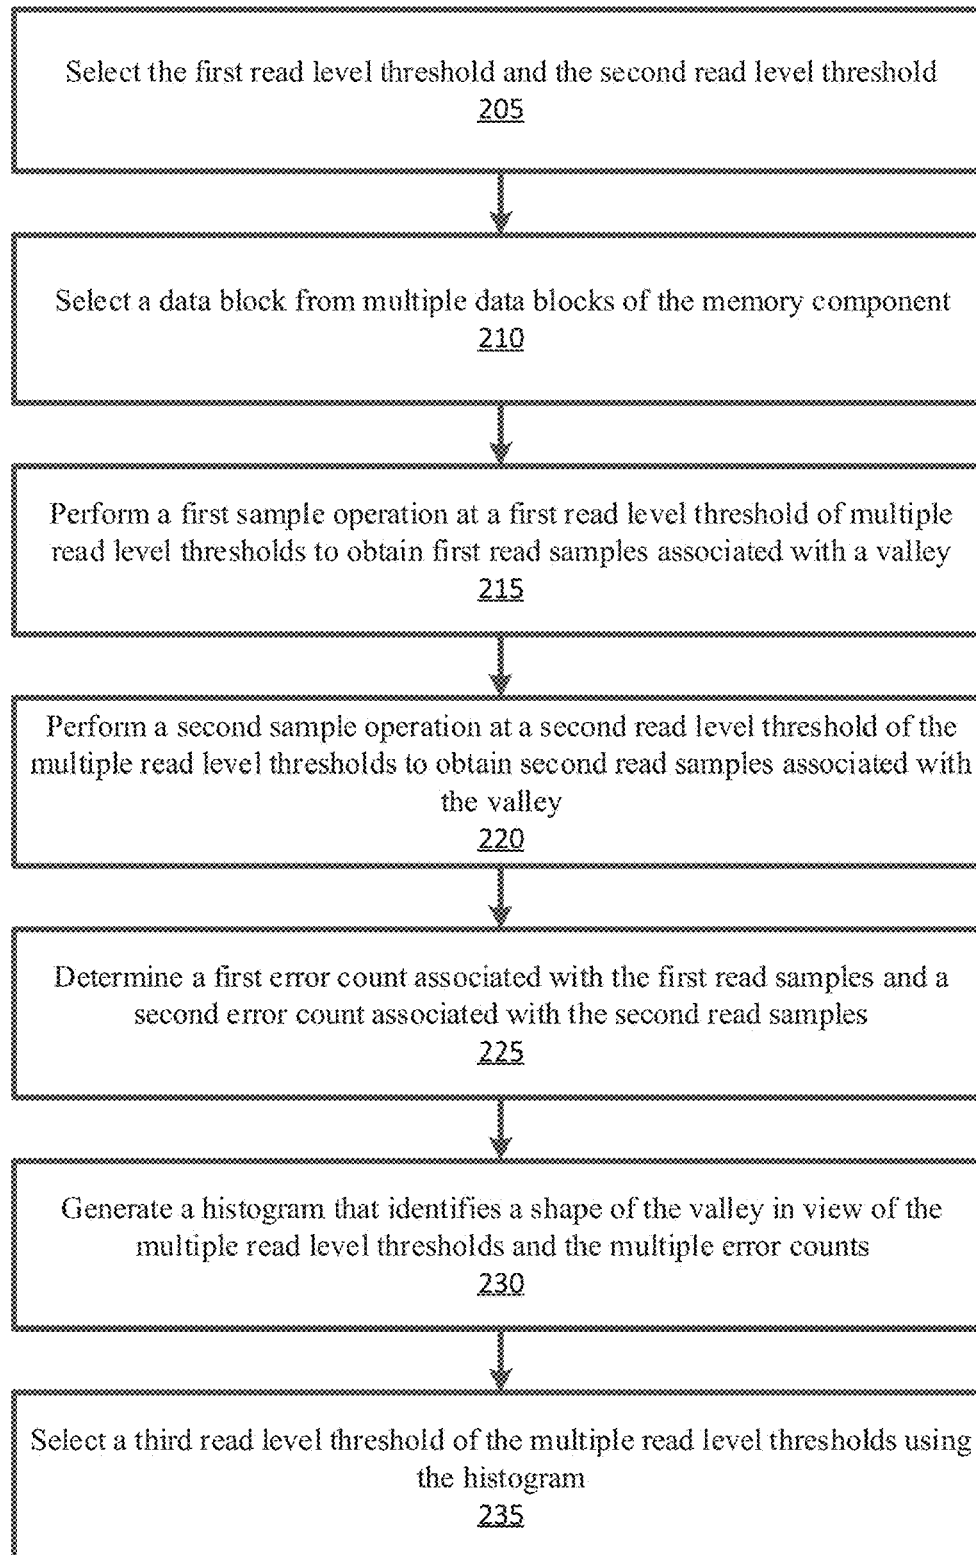 Select the first read level threshold and the second read level threshold
205
Select a data block from multiple data blocks of the memory component
210
Perform a first sample operation at a first read level threshold of multiple
read level thresholds to obtain first read samples associated with a valley
215
Perform a second sample operation at a second read level threshold of the
multiple read level thresholds to obtain second read samples associated with
the valley
220
Determine a first error count associated with the first read samples and a
second error count associated with the second read samples
225
Generate a histogram that identifies a shape of the valley in view of the
multiple read level thresholds and the multiple error counts
230
Select a third read level threshold of the multiple read level thresholds using
the histogram
235